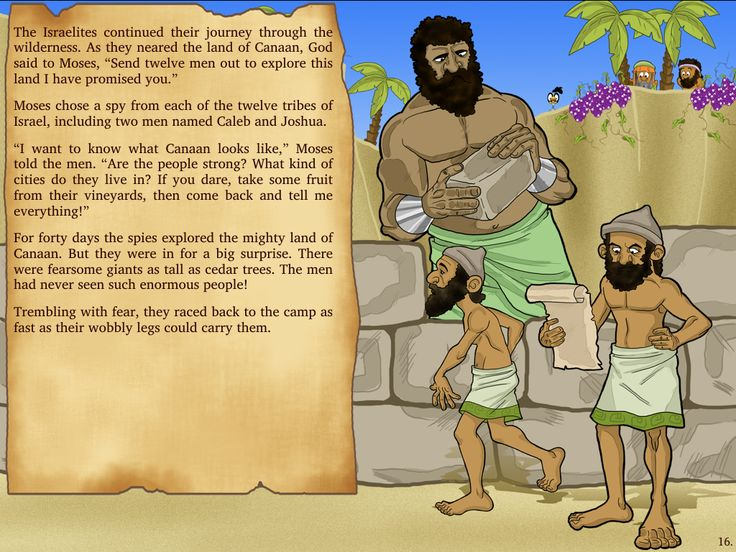 The Israelites continued their journey through the
wilderness. As they neared the land of Canaan, God
said to Moses, “Send twelve men out to explore this
land I have promised you.”
Moses chose a spy from each of the twelve tribes of
Israel, including two men named Caleb and Joshua.
“I want to know what Canaan looks like,” Moses
told the men. “Are the people strong? What kind of
cities do they live in? If you dare, take some fruit
from their vineyards, then come back and tell me
everything!”
For forty days the spies explored the mighty land of
Canaan. But they were in for a big surprise. There
were fearsome giants as tall as cedar trees. The men
had never seen such enormous people!
Trembling with fear, they raced back to the camp as
fast as their wobbly legs could carry them.
16.